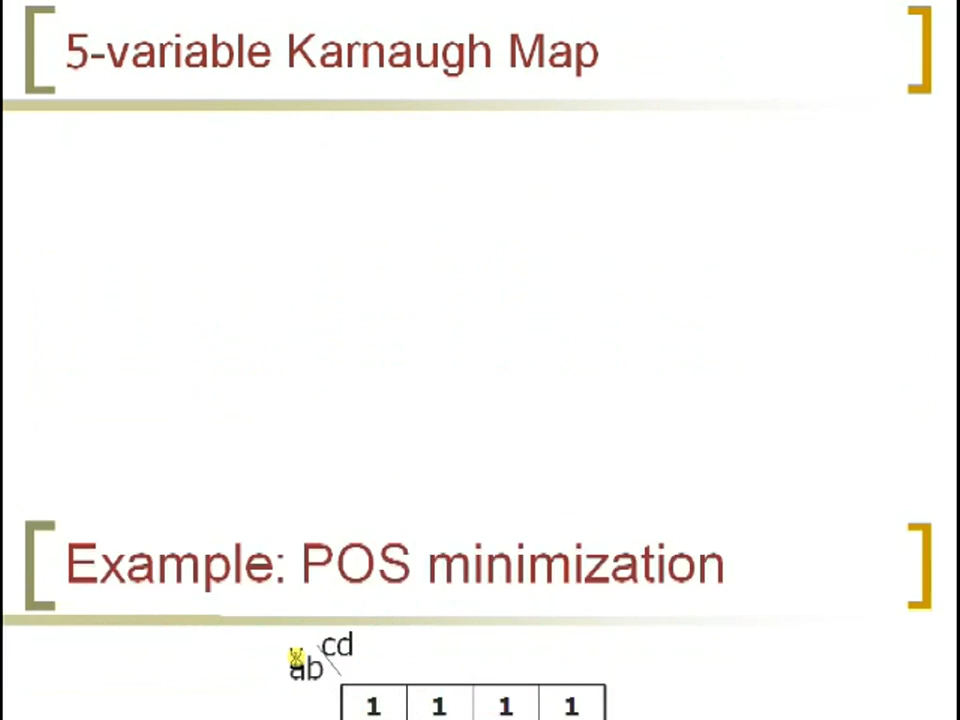 5-variable Karnaugh Map
Example: POS minimization
cd
ab
1 1 1 1